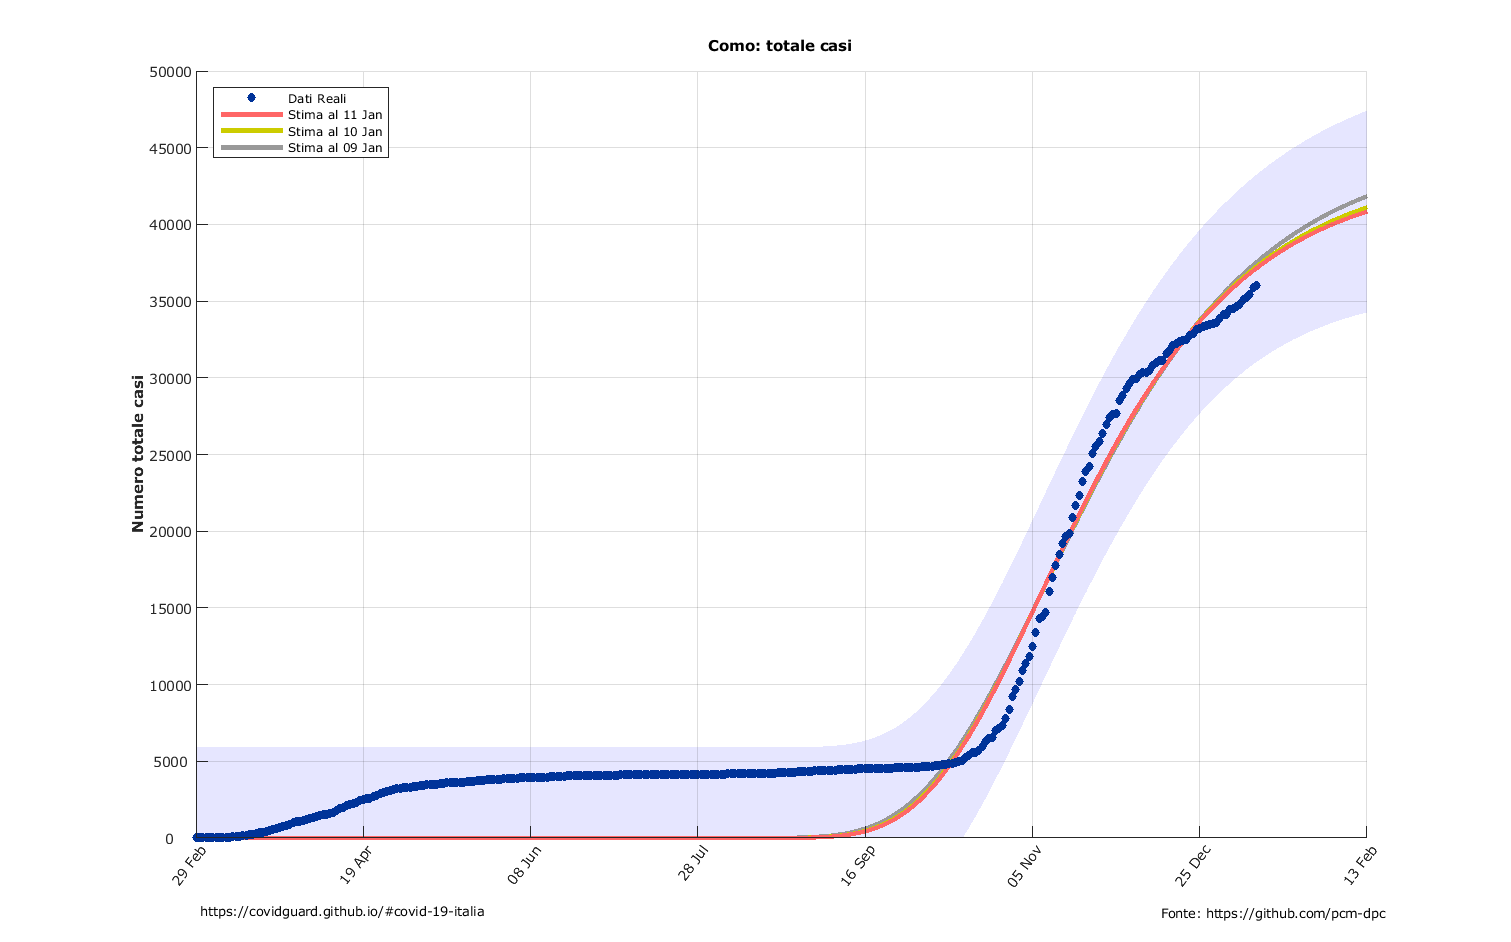 Como: totale casi
50000
45000
40000
35000
30000
25000
20000
15000
10000
5000
0
Numero totale casi
Dati Reali
Stima al 11 Jan
Stima al 10 Jan
Stima al 09 Jan
29 Feb
19 Apr
08 Jun
28 Jul
16 Sep
05 Nov
25 Dec
13 Feb
https://covidguard.github.io/#covid-19-italia
Fonte: https://github.com/pcm-dpc